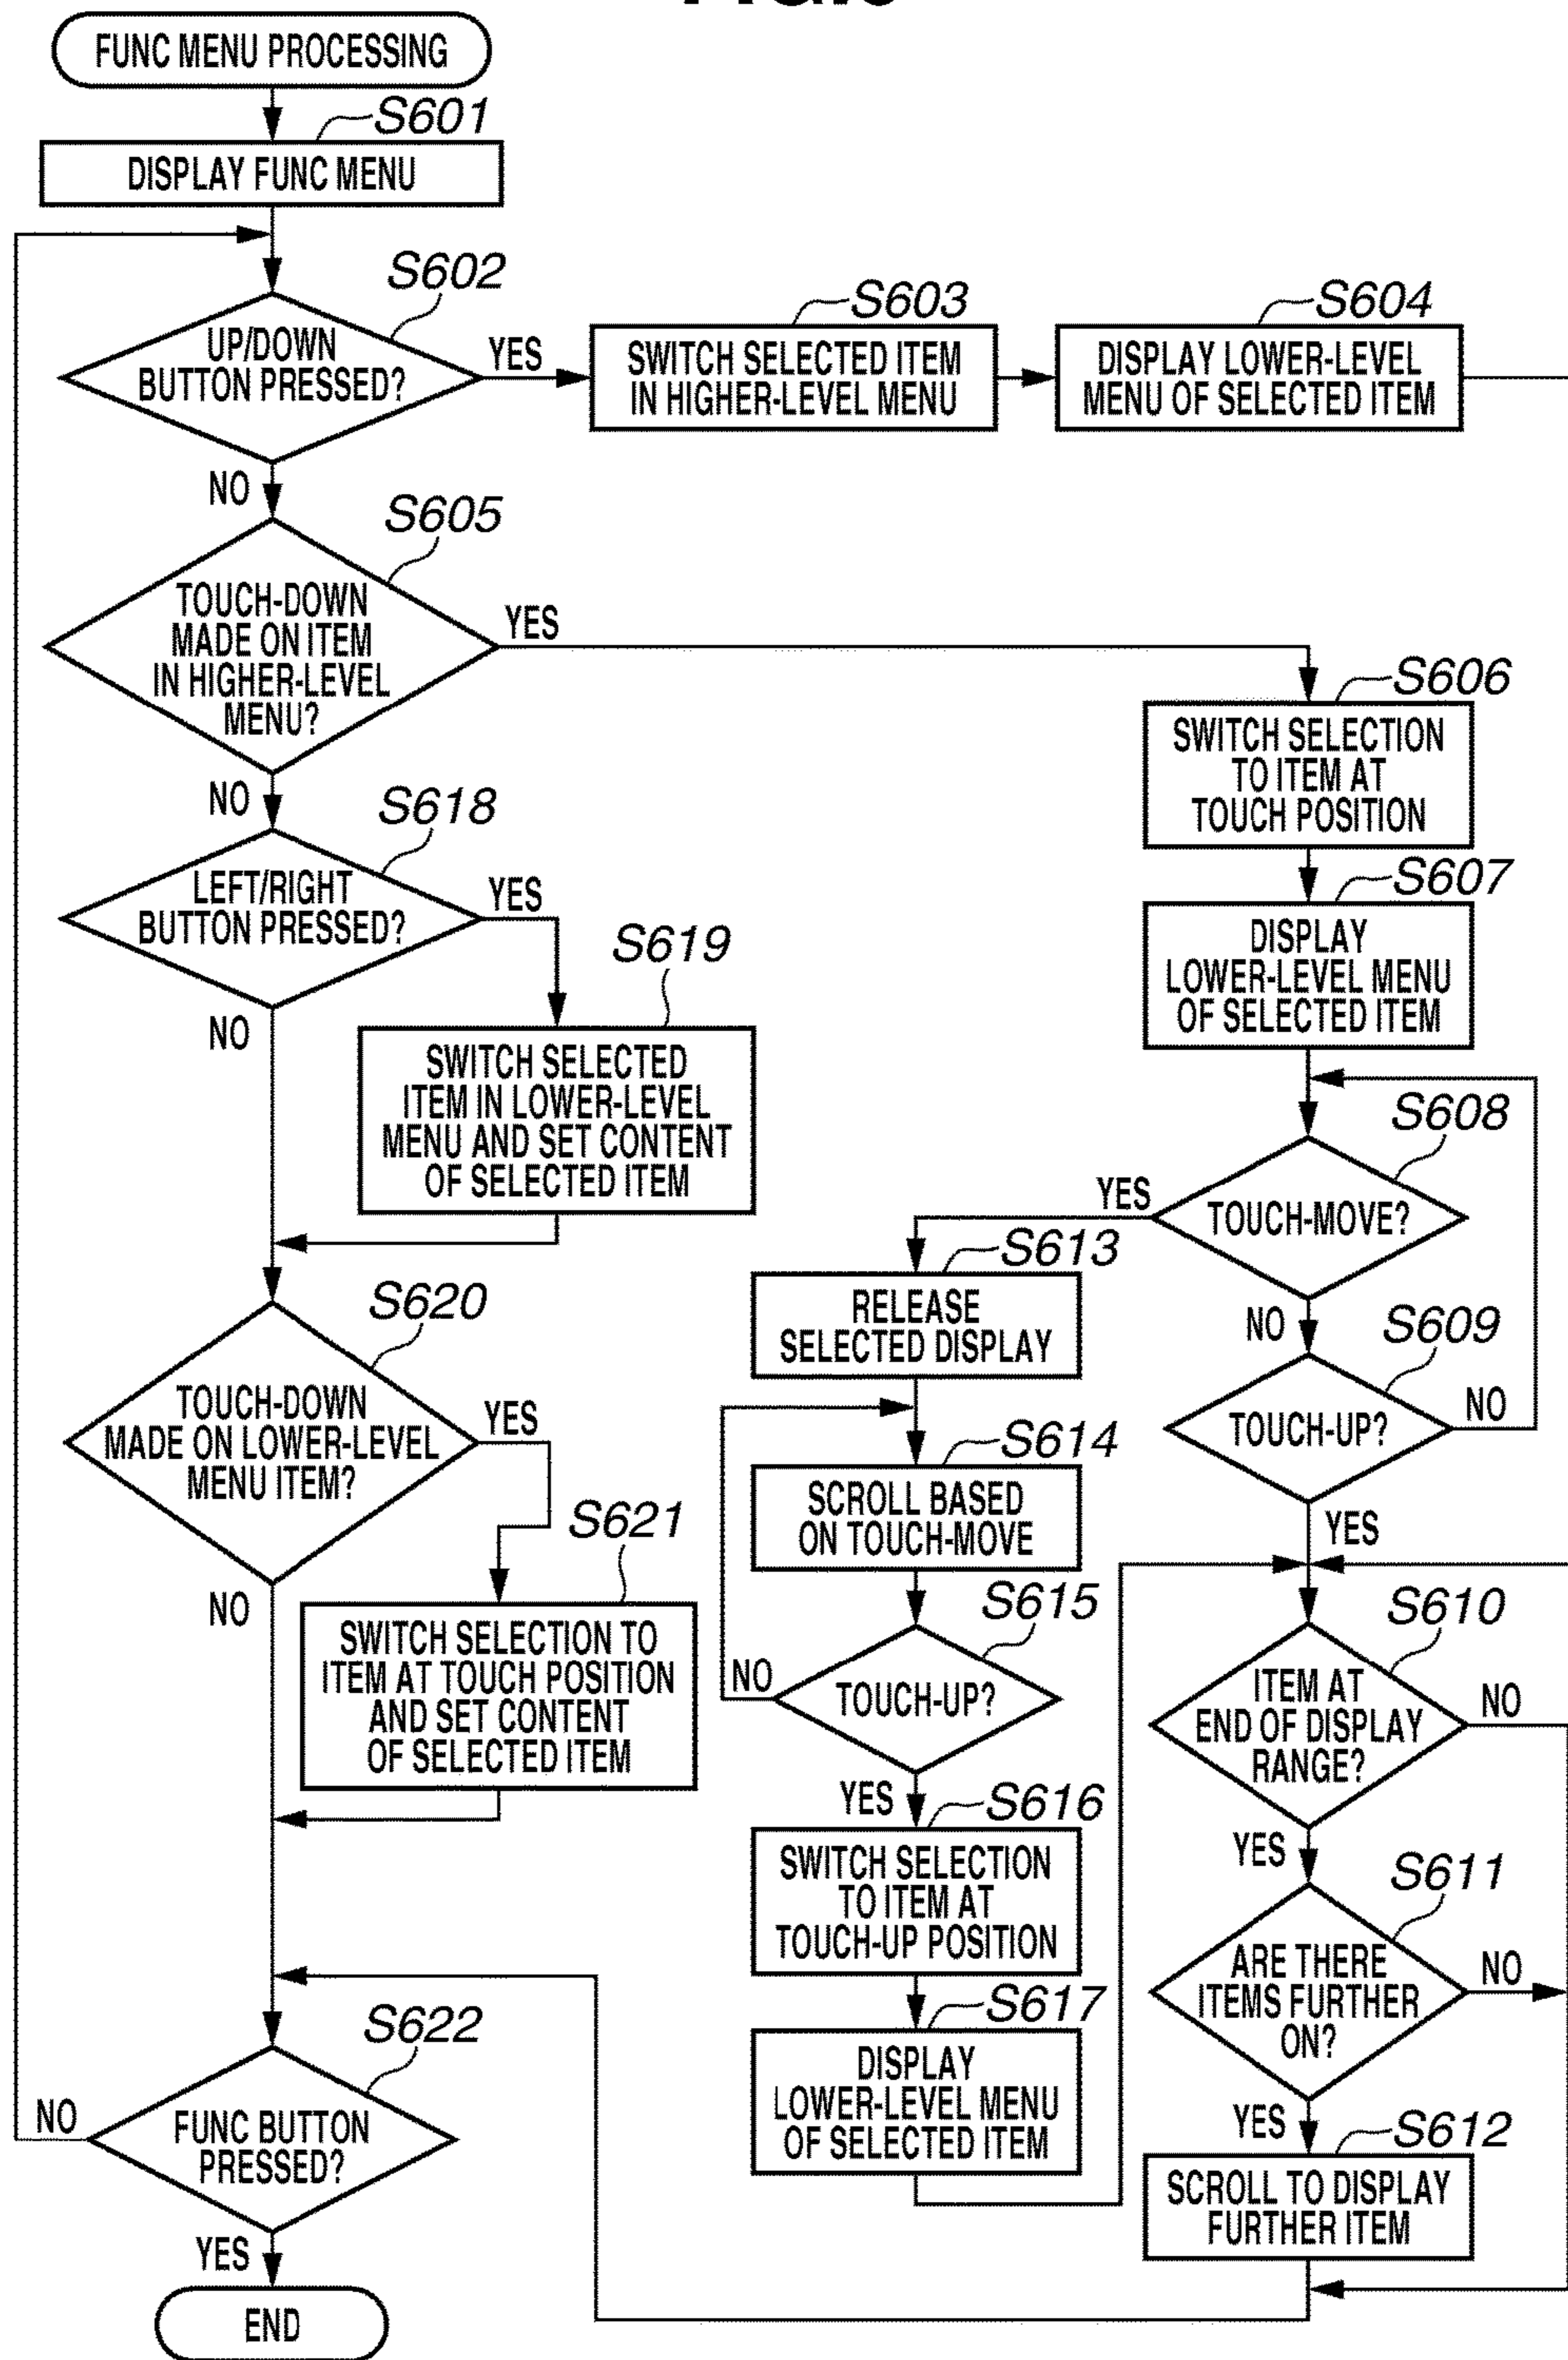 FUNC MENU PROCESSING
S601
DISPLAY FUNC MENU
S602
UP/DOWN
BUTTON PRESSED?
YES
NO
S603
SWITCH SELECTED ITEM
IN HIGHER-LEVEL MENU
S604
DISPLAY LOWER-LEVEL
MENU OF SELECTED ITEM
S605
TOUCH-DOWN
MADE ON ITEM
IN HIGHER-LEVEL
MENU?
YES
NO
S606
SWITCH SELECTION
TO ITEM AT
TOUCH POSITION
S607
DISPLAY
LOWER-LEVEL MENU
OF SELECTED ITEM
S618
LEFT/RIGHT
BUTTON PRESSED?
YES
NO
S619
SWITCH SELECTED
ITEM IN LOWER-LEVEL
MENU AND SET CONTENT
OF SELECTED ITEM
S608
TOUCH-MOVE?
YES
NO
S609
TOUCH-UP?
NO
YES
S613
RELEASE
SELECTED DISPLAY
S614
SCROLL BASED
ON TOUCH-MOVE
S615
TOUCH-UP?
NO
YES
S616
SWITCH SELECTION
TO ITEM AT
TOUCH-UP POSITION
S617
DISPLAY
LOWER-LEVEL MENU
OF SELECTED ITEM
S620
TOUCH-DOWN
MADE ON LOWER-LEVEL
MENU ITEM?
YES
NO
S621
SWITCH SELECTION TO
ITEM AT TOUCH POSITION
AND SET CONTENT
OF SELECTED ITEM
S610
ITEM AT
END OF DISPLAY
RANGE?
NO
YES
S611
ARE THERE
ITEMS FURTHER
ON?
NO
YES
S612
SCROLL TO DISPLAY
FURTHER ITEM
S622
FUNC BUTTON
PRESSED?
NO
YES
END